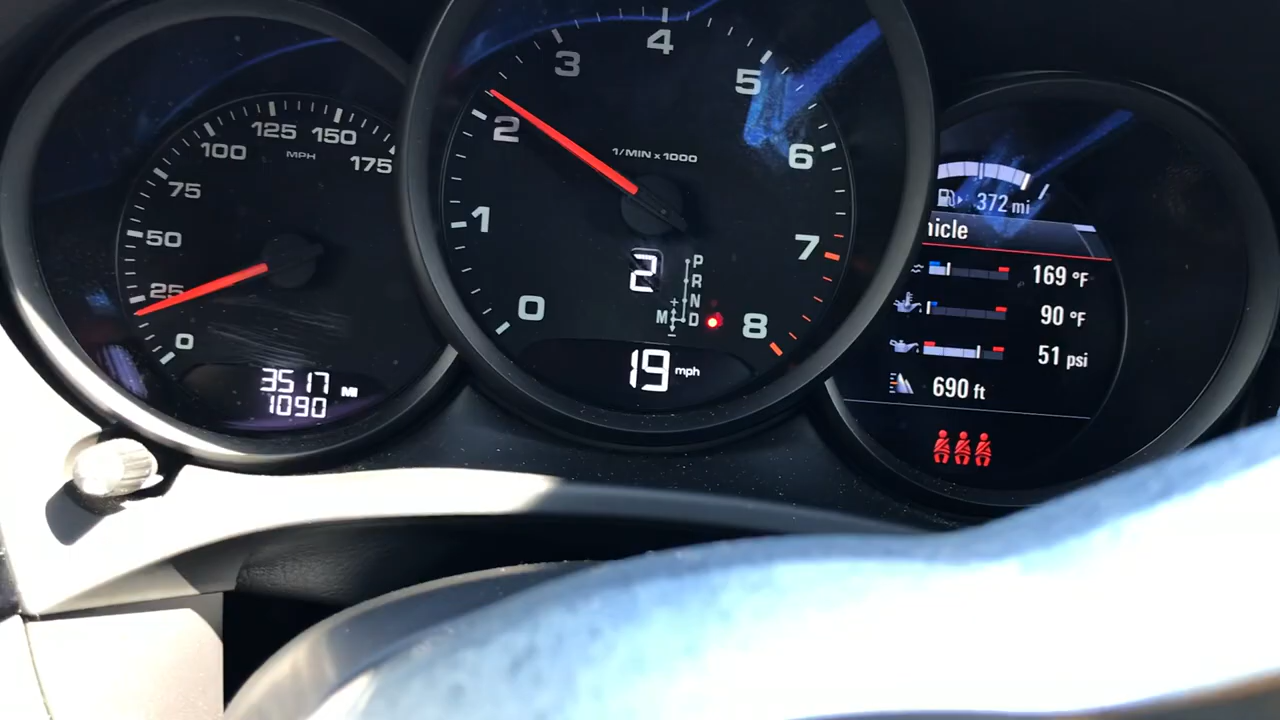 0
25
50
75
100
125
150
175
MPH
3517 MI
1090
0
1
2
3
4
5
6
7
8
1/MIN x 1000
2
P
R
N
D
M
+
−
19 mph
372 mi
hicle
169 °F
90 °F
51 psi
690 ft